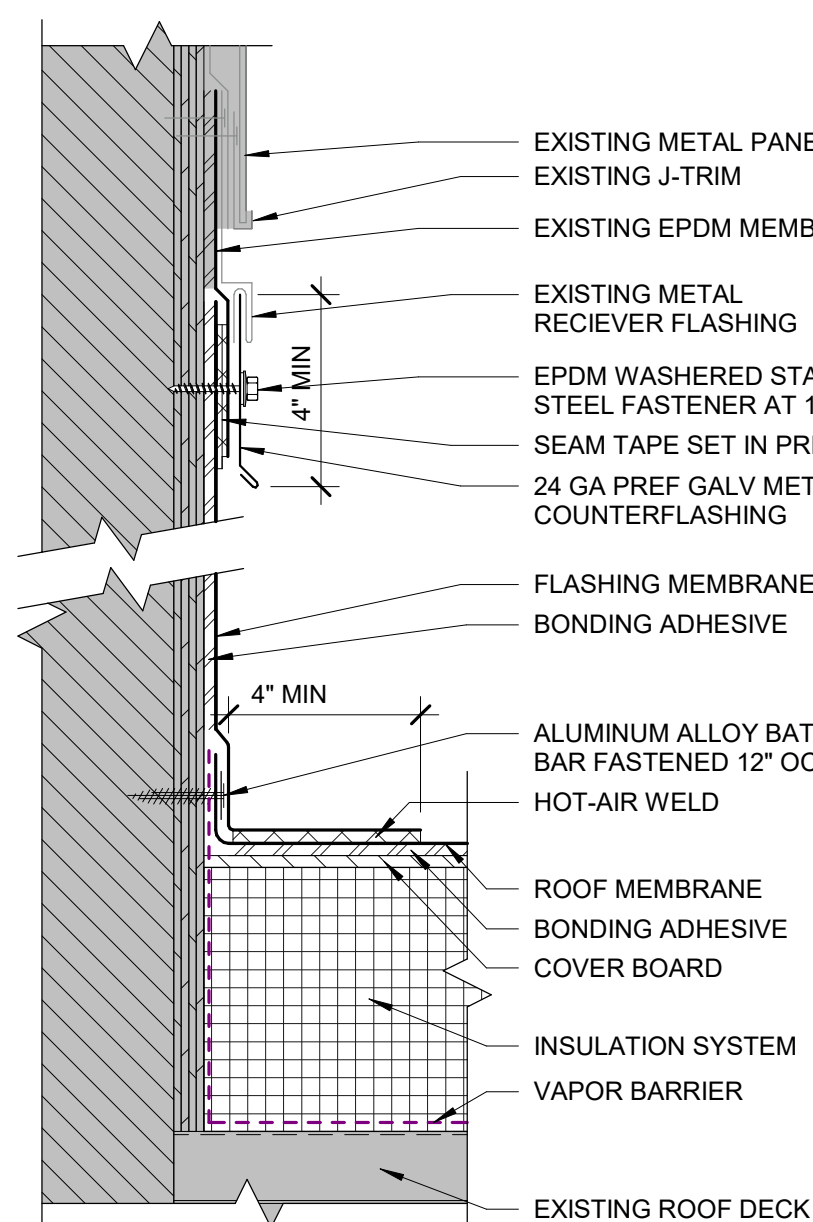 EXISTING METAL PANE
EXISTING J-TRIM
EXISTING EPDM MEMB
EXISTING METAL
RECIEVER FLASHING
EPDM WASHERED STA
STEEL FASTENER AT 1
SEAM TAPE SET IN PRI
24 GA PREF GALV MET
COUNTERFLASHING
4" MIN
FLASHING MEMBRANE
BONDING ADHESIVE
4" MIN
ALUMINUM ALLOY BAT
BAR FASTENED 12" OC
HOT-AIR WELD
ROOF MEMBRANE
BONDING ADHESIVE
COVER BOARD
INSULATION SYSTEM
VAPOR BARRIER
EXISTING ROOF DECK